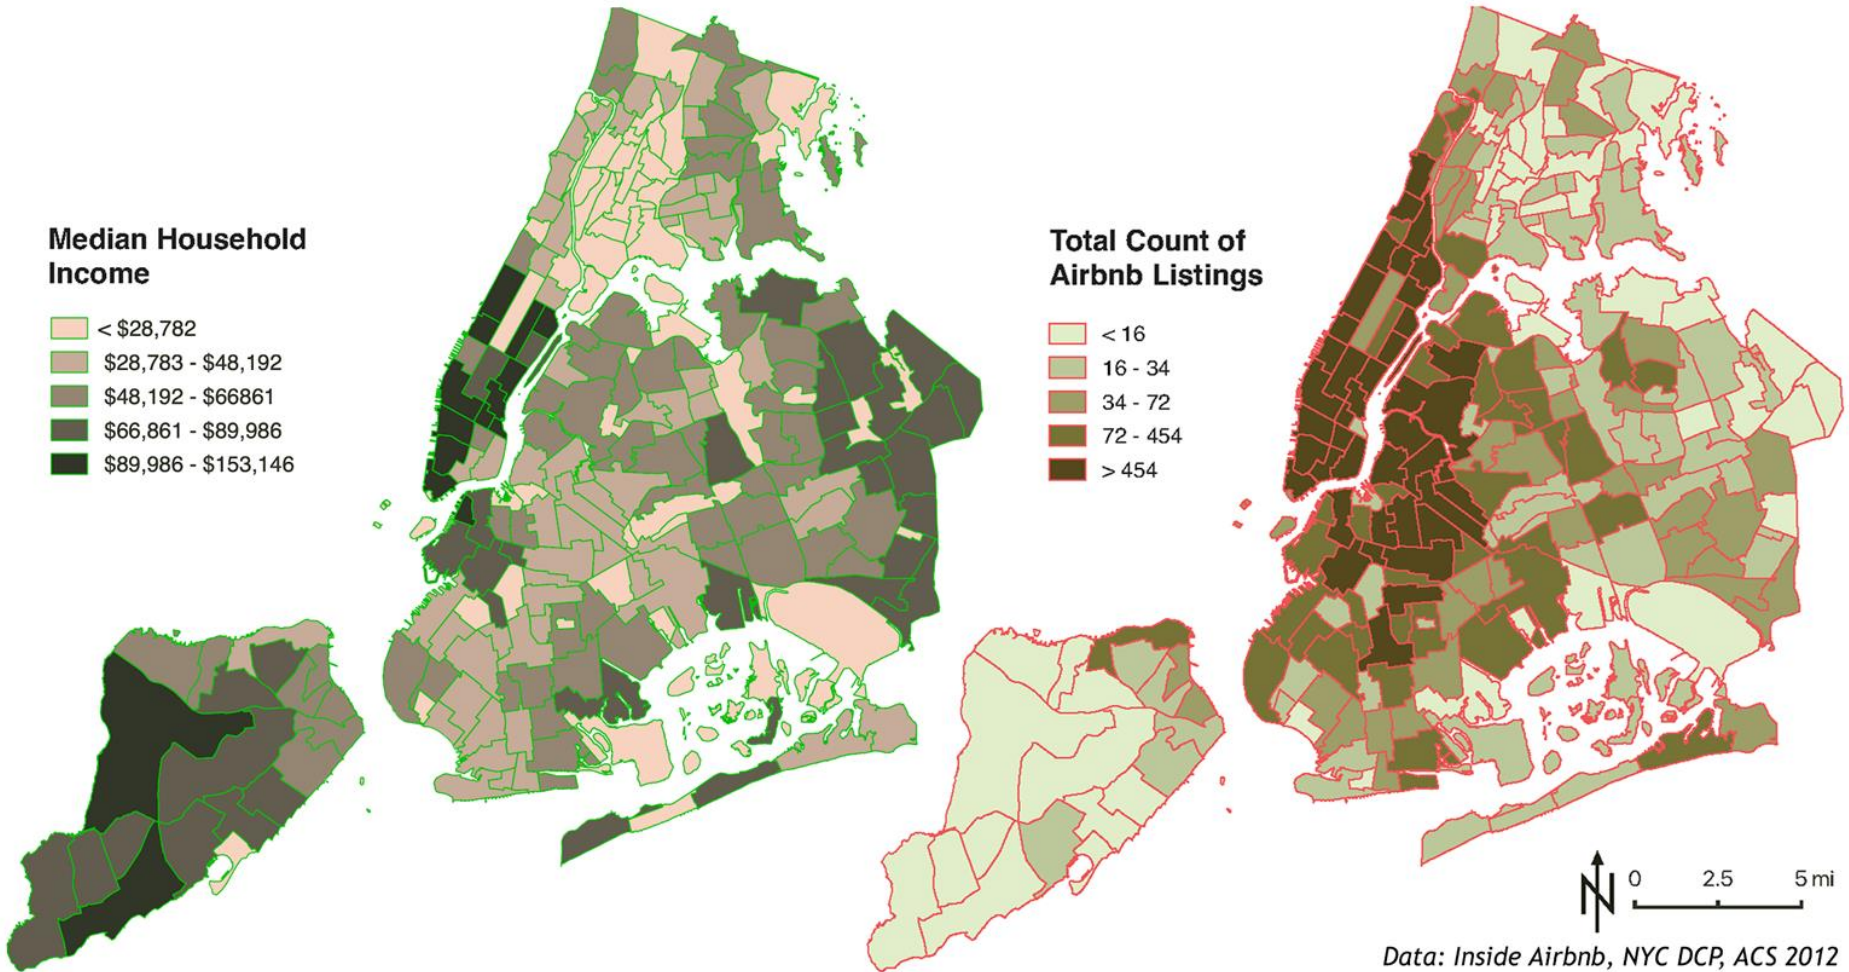 Median Household
Income
< $28,782
$28,783 - $48,192
$48,192 - $66861
$66,861 - $89,986
$89,986 - $153,146
Total Count of
Airbnb Listings
< 16
16 - 34
34 - 72
72 - 454
> 454
N
0 2.5 5 mi
Data: Inside Airbnb, NYC DCP, ACS 2012